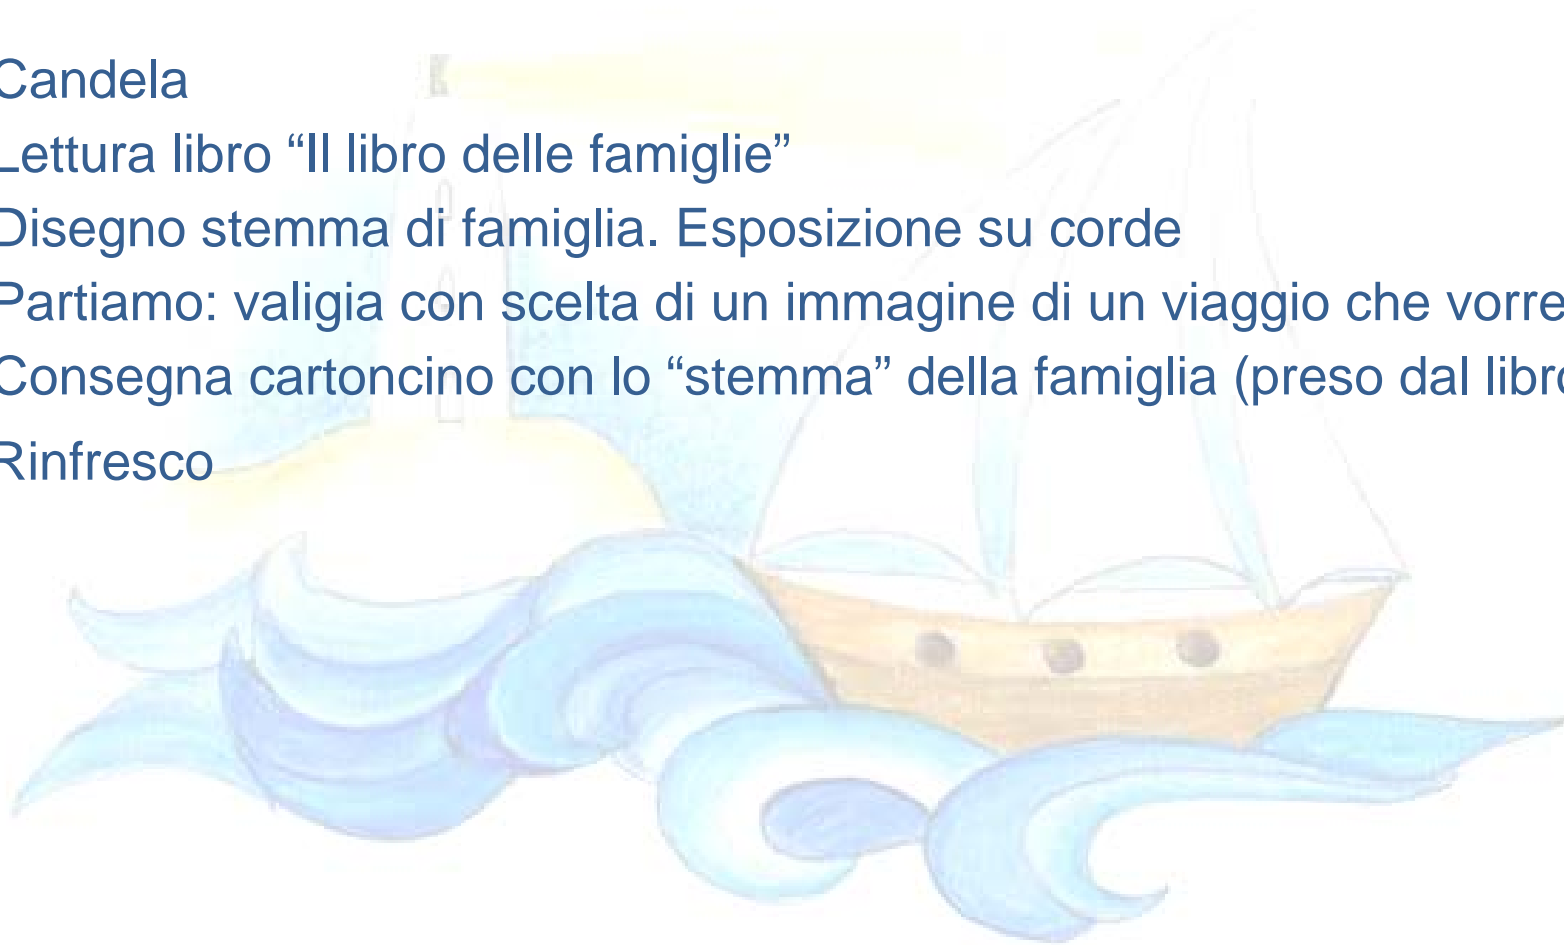 Candela
Lettura libro “Il libro delle famiglie”
Disegno stemma di famiglia. Esposizione su corde
Partiamo: valigia con scelta di un immagine di un viaggio che vorre
Consegna cartoncino con lo “stemma” della famiglia (preso dal libro
Rinfresco